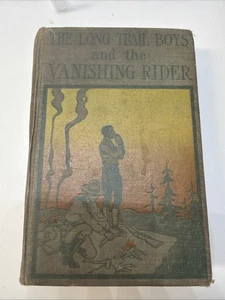 THE LONG TRAIL BOYS
and the
VANISHING RIDER